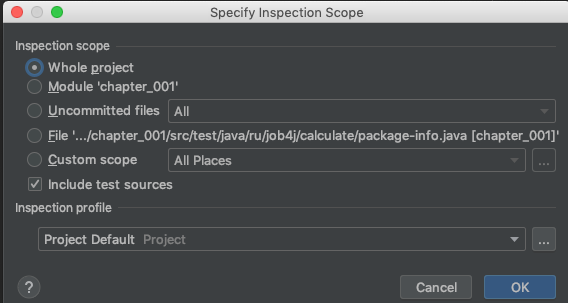 Specify Inspection Scope
Inspection scope
Whole project
Module 'chapter_001'
Uncommitted files All
File '.../chapter_001/src/test/java/ru/job4j/calculate/package-info.java [chapter_001]'
Custom scope All Places ...
Include test sources
Inspection profile
Project Default Project ...
? Cancel OK